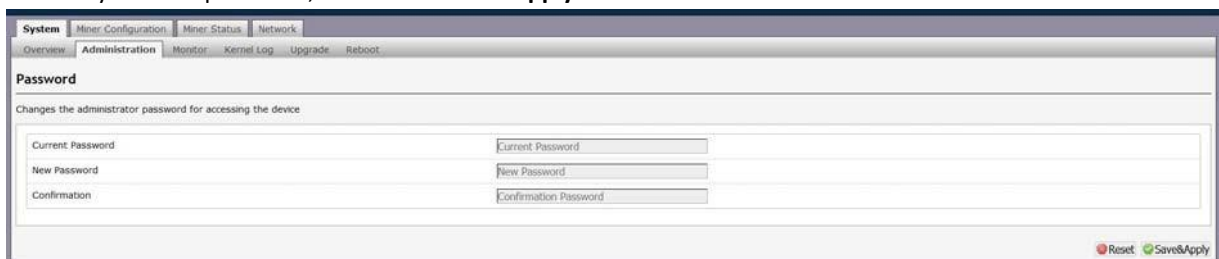 System Miner Configuration Miner Status Network
Overview Administration Monitor Kernel Log Upgrade Reboot
Password
Changes the administrator password for accessing the device
Current Password Current Password
New Password New Password
Confirmation Confirmation Password
Reset Save&Apply